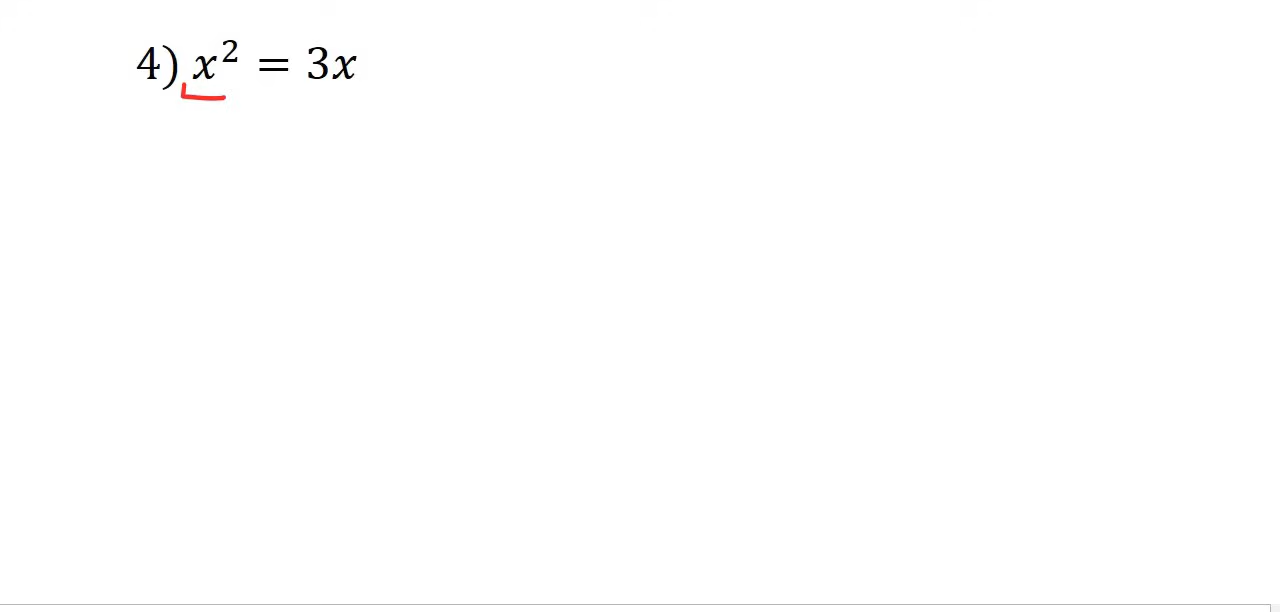 4) x² = 3x